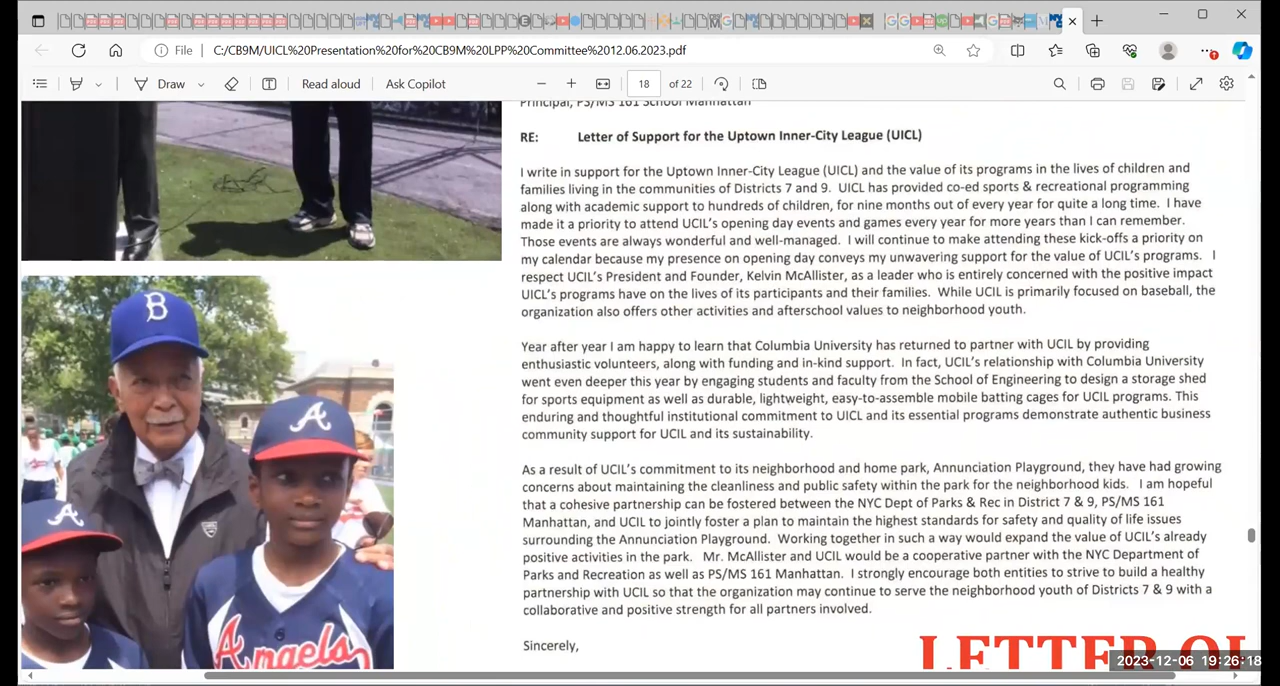 File
C:/CB9M/UICL%20Presentation%20for%20CB9M%20LPP%20Committee%2012.06.2023.pdf
Draw
Read aloud
Ask Copilot
18
of 22
Principal, PS/MS 161 School Manhattan
RE: Letter of Support for the Uptown Inner-City League (UICL)
I write in support for the Uptown Inner-City League (UICL) and the value of its programs in the lives of children and
families living in the communities of Districts 7 and 9. UICL has provided co-ed sports & recreational programming
along with academic support to hundreds of children, for nine months out of every year for quite a long time. I have
made it a priority to attend UCIL's opening day events and games every year for more years than I can remember.
Those events are always wonderful and well-managed. I will continue to make attending these kick-offs a priority on
my calendar because my presence on opening day conveys my unwavering support for the value of UCIL's programs. I
respect UCIL's President and Founder, Kelvin McAllister, as a leader who is entirely concerned with the positive impact
UICL's programs have on the lives of its participants and their families. While UCIL is primarily focused on baseball, the
organization also offers other activities and afterschool values to neighborhood youth.
Year after year I am happy to learn that Columbia University has returned to partner with UCIL by providing
enthusiastic volunteers, along with funding and in-kind support. In fact, UCIL's relationship with Columbia University
went even deeper this year by engaging students and faculty from the School of Engineering to design a storage shed
for sports equipment as well as durable, lightweight, easy-to-assemble mobile batting cages for UCIL programs. This
enduring and thoughtful institutional commitment to UICL and its essential programs demonstrate authentic business
community support for UCIL and its sustainability.
As a result of UCIL's commitment to its neighborhood and home park, Annunciation Playground, they have had growing
concerns about maintaining the cleanliness and public safety within the park for the neighborhood kids. I am hopeful
that a cohesive partnership can be fostered between the NYC Dept of Parks & Rec in District 7 & 9, PS/MS 161
Manhattan, and UCIL to jointly foster a plan to maintain the highest standards for safety and quality of life issues
surrounding the Annunciation Playground. Working together in such a way would expand the value of UCIL's already
positive activities in the park. Mr. McAllister and UCIL would be a cooperative partner with the NYC Department of
Parks and Recreation as well as PS/MS 161 Manhattan. I strongly encourage both entities to strive to build a healthy
partnership with UCIL so that the organization may continue to serve the neighborhood youth of Districts 7 & 9 with a
collaborative and positive strength for all partners involved.
Sincerely,
LETTER
2023-12-06 19:26:18
B
A
A
Angels